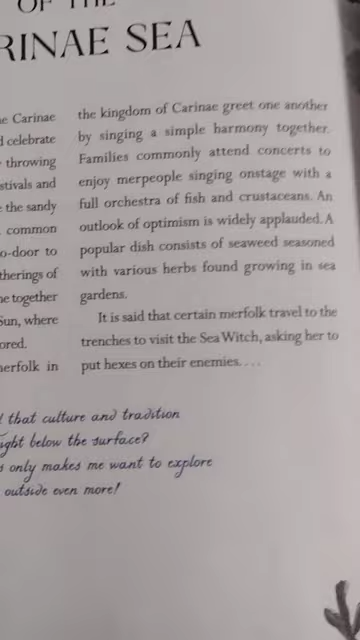 OF THE
RINAE SEA
e Carinae
d celebrate
throwing
stivals and
the sandy
common
o-door to
therings of
e together
Sun, where
ored.
erfolk in
the kingdom of Carinae greet one another
by singing a simple harmony together.
Families commonly attend concerts to
enjoy merpeople singing onstage with a
full orchestra of fish and crustaceans. An
outlook of optimism is widely applauded. A
popular dish consists of seaweed seasoned
with various herbs found growing in sea
gardens.
It is said that certain merfolk travel to the
trenches to visit the Sea Witch, asking her to
put hexes on their enemies. . . .
that culture and tradition
ight below the surface?
s only makes me want to explore
outside even more!